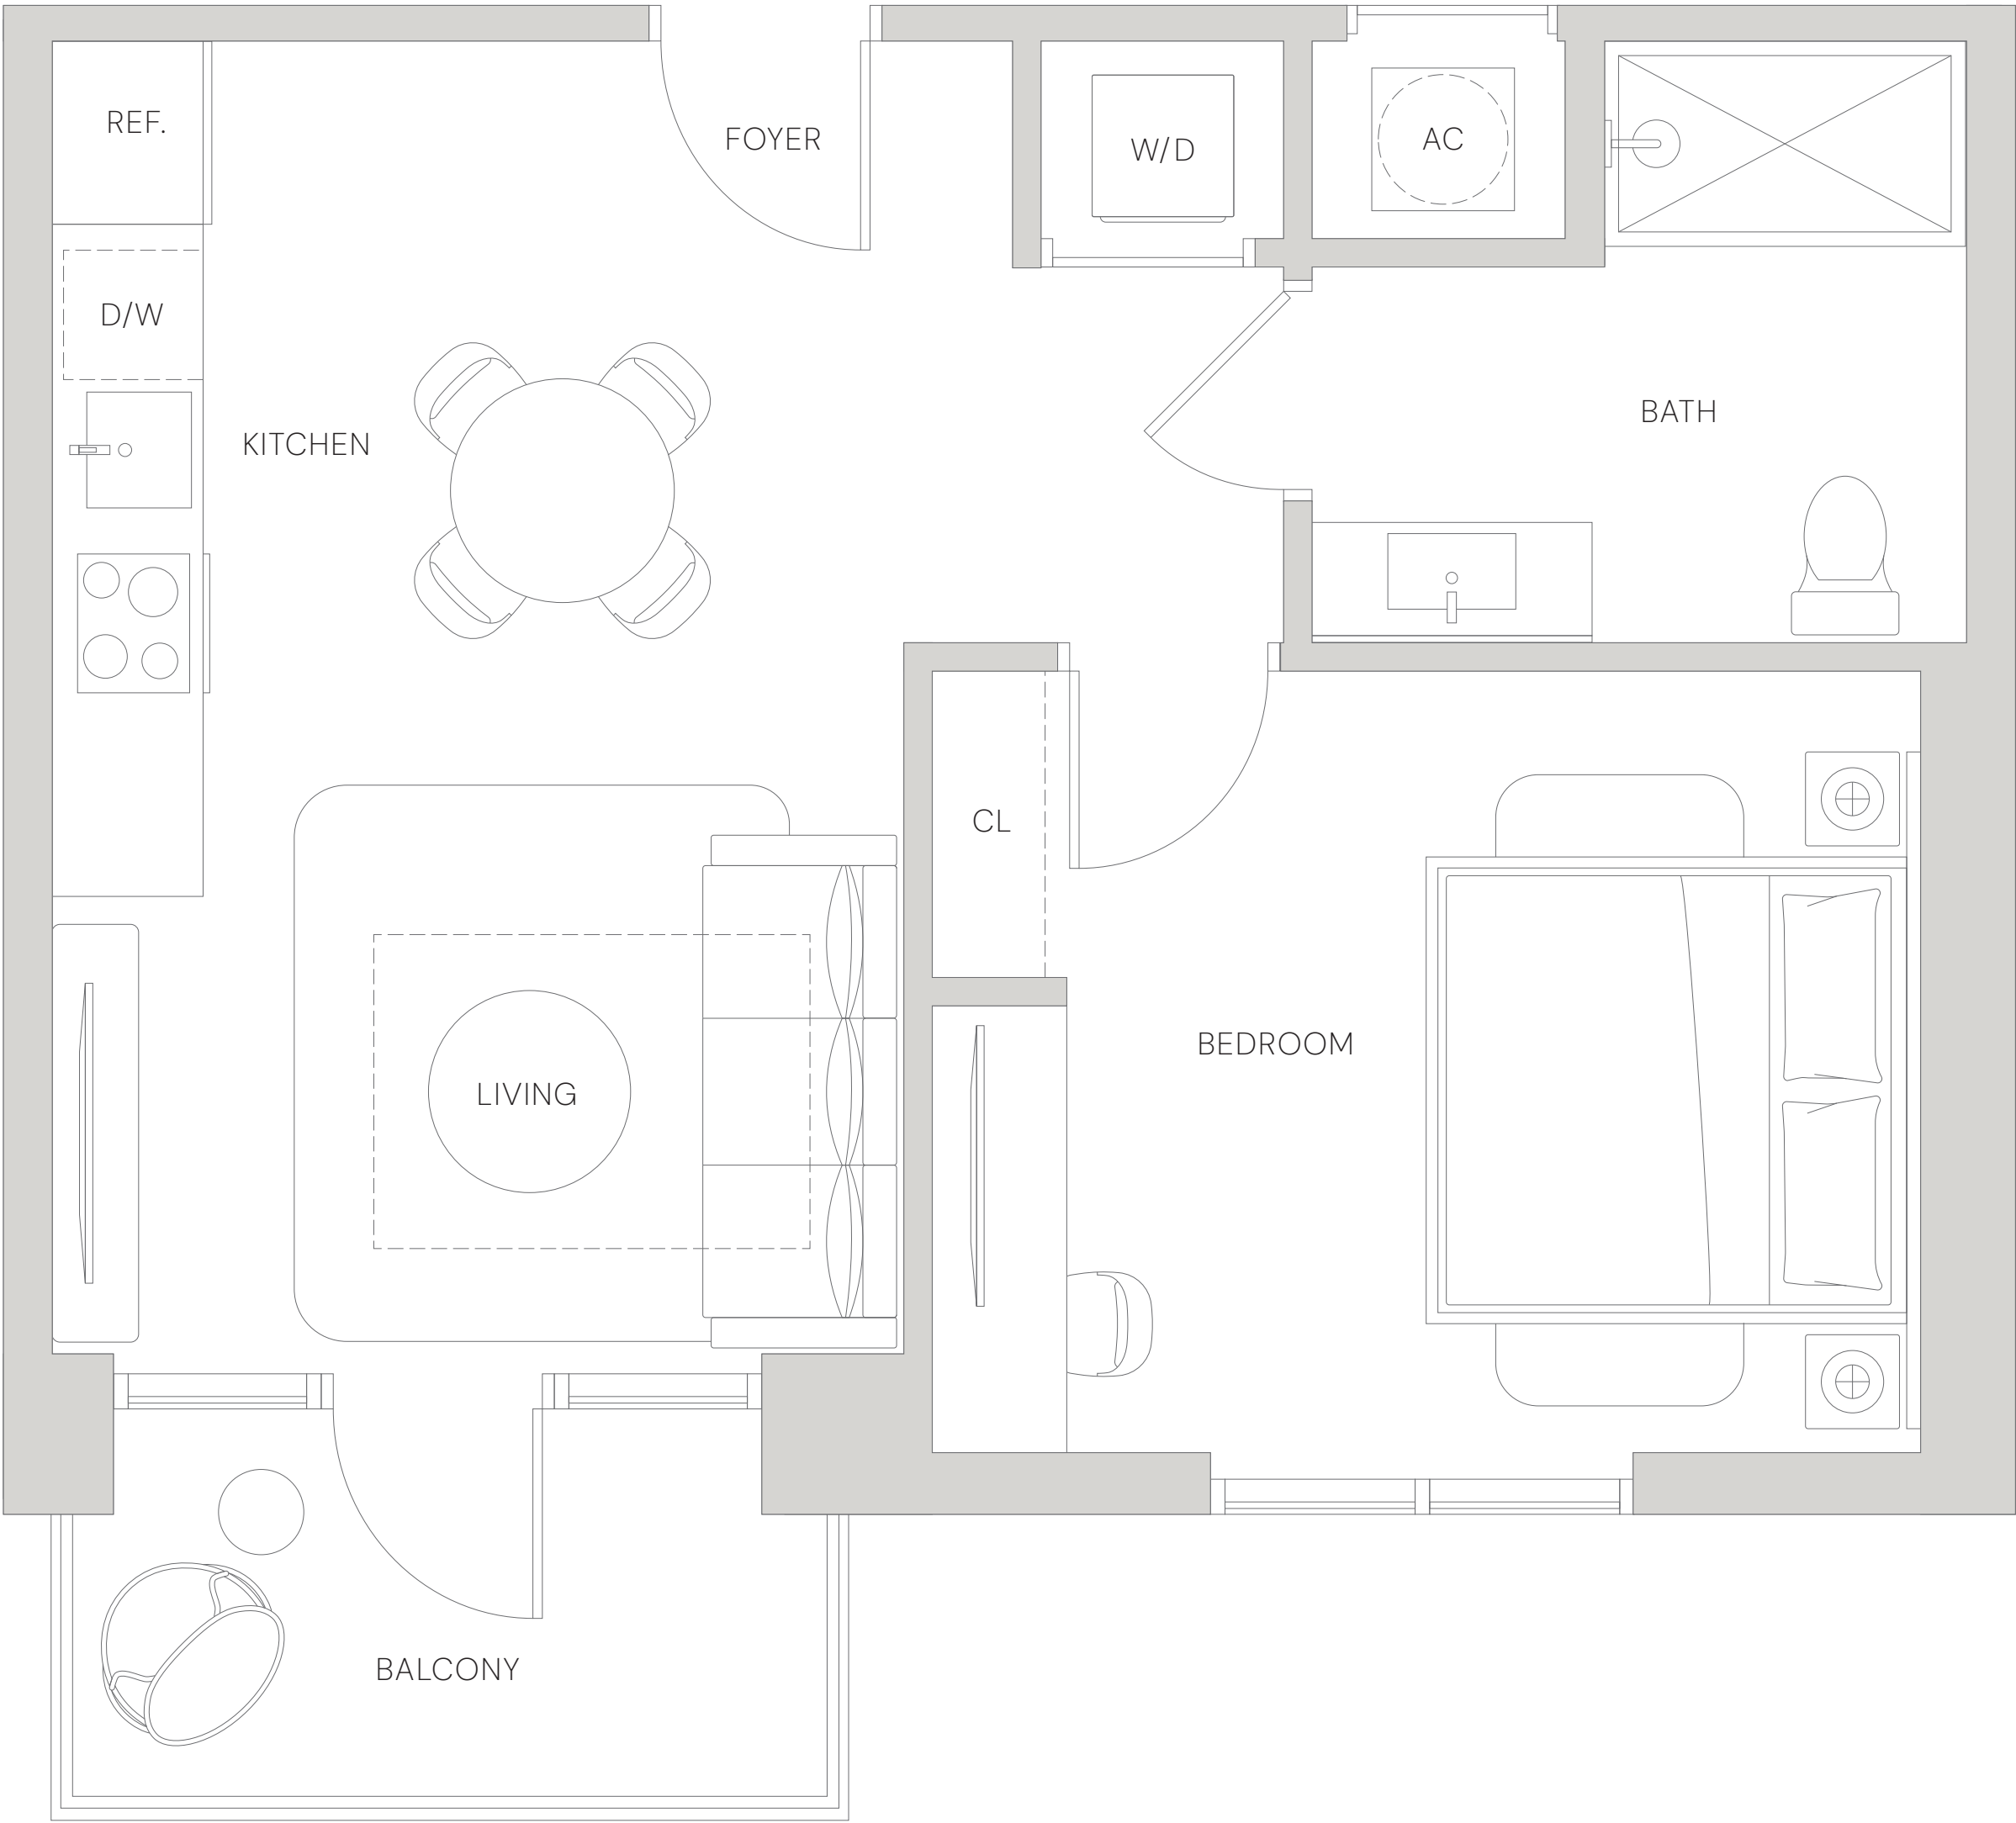 REF.
FOYER
W/D
AC
D/W
KITCHEN
BATH
CL
LIVING
BEDROOM
BALCONY